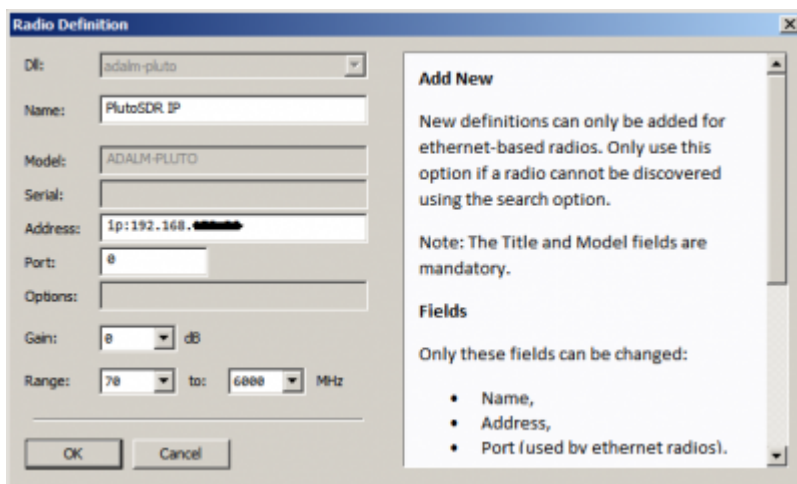 Radio Definition
Dll: adalm-pluto
Name: PlutoSDR IP
Model: ADALM-PLUTO
Serial:
Address: ip:192.168.
Port: 0
Options:
Gain: 0 dB
Range: 70 to: 6000 MHz
OK Cancel
Add New
New definitions can only be added for
ethernet-based radios. Only use this
option if a radio cannot be discovered
using the search option.
Note: The Title and Model fields are
mandatory.
Fields
Only these fields can be changed:
• Name,
• Address,
• Port (used by ethernet radios).